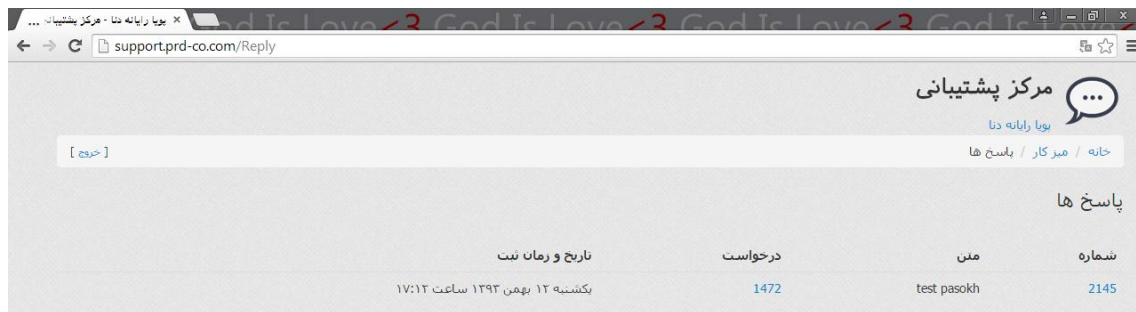 پویا رایانه دنا - مرکز پشتیبانی ...
God Is Love <3 God Is Love <3 God Is Love <3 God Is Love
support.prd-co.com/Reply
مرکز پشتیبانی
پویا رایانه دنا
خانه / میز کار / پاسخ ها
[ خروج ]
پاسخ ها
شماره متن درخواست تاریخ و زمان ثبت
2145 test pasokh 1472 یکشنبه ۱۲ بهمن ۱۳۹۳ ساعت ۱۷:۱۲